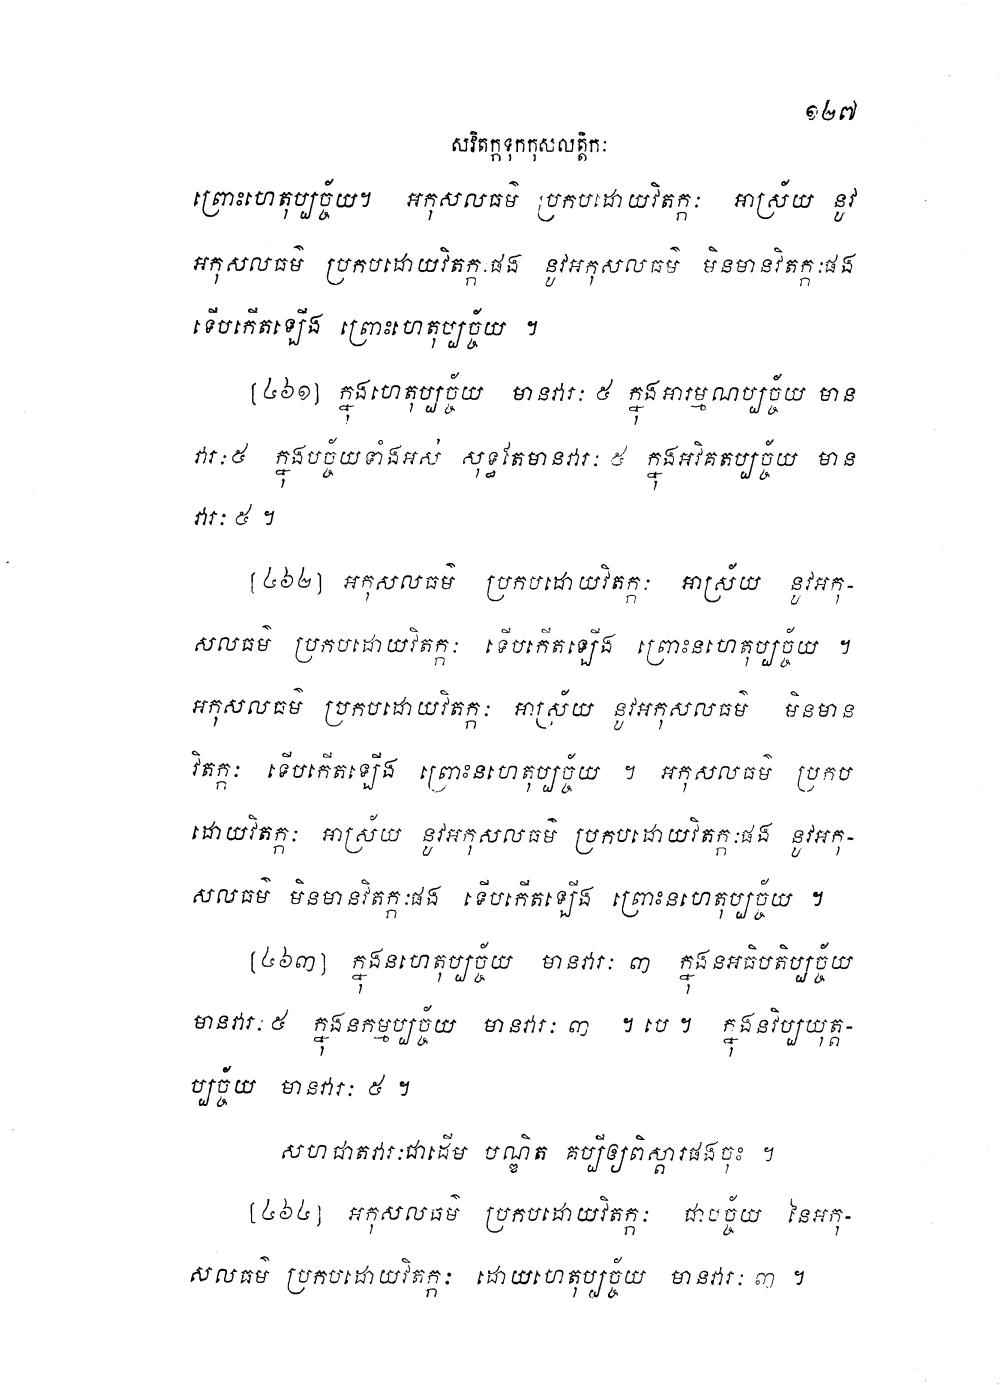 ១២៧
សវិតក្កទុកកុសលត្តិកៈ
ព្រោះហេតុប្បច្ច័យ។ អកុសលធម៌ ប្រកបដោយវិតក្កៈ អាស្រ័យ នូវ
អកុសលធម៌ ប្រកបដោយវិតក្កៈផង នូវអកុសលធម៌ មិនមានវិតក្កៈផង
ទើបកើតឡើង ព្រោះហេតុប្បច្ច័យ ។
[៤៦១] ក្នុងហេតុប្បច្ច័យ មានវារៈ ៥ ក្នុងអារម្មណប្បច្ច័យ មាន
វារៈ៥ ក្នុងបច្ច័យទាំងអស់ សុទ្ធតែមានវារៈ ៥ ក្នុងអវិគតប្បច្ច័យ មាន
វារៈ ៥ ។
[៤៦២] អកុសលធម៌ ប្រកបដោយវិតក្កៈ អាស្រ័យ នូវអកុ-
សលធម៌ ប្រកបដោយវិតក្កៈ ទើបកើតឡើង ព្រោះនហេតុប្បច្ច័យ ។
អកុសលធម៌ ប្រកបដោយវិតក្កៈ អាស្រ័យ នូវអកុសលធម៌ មិនមាន
វិតក្កៈ ទើបកើតឡើង ព្រោះនហេតុប្បច្ច័យ ។ អកុសលធម៌ ប្រកប
ដោយវិតក្កៈ អាស្រ័យ នូវអកុសលធម៌ ប្រកបដោយវិតក្កៈផង នូវអកុ-
សលធម៌ មិនមានវិតក្កៈផង ទើបកើតឡើង ព្រោះនហេតុប្បច្ច័យ ។
[៤៦៣] ក្នុងនហេតុប្បច្ច័យ មានវារៈ ៣ ក្នុងនអធិបតិប្បច្ច័យ
មានវារៈ ៥ ក្នុងនកម្មប្បច្ច័យ មានវារៈ ៣ ។ បេ ។ ក្នុងនវិប្បយុត្ត-
ប្បច្ច័យ មានវារៈ ៥ ។
សហជាតវារៈជាដើម បណ្ឌិត គប្បីឲ្យពិស្តារផងចុះ ។
[៤៦៤] អកុសលធម៌ ប្រកបដោយវិតក្កៈ ជាបច្ច័យ នៃអកុ-
សលធម៌ ប្រកបដោយវិតក្កៈ ដោយហេតុប្បច្ច័យ មានវារៈ ៣ ។